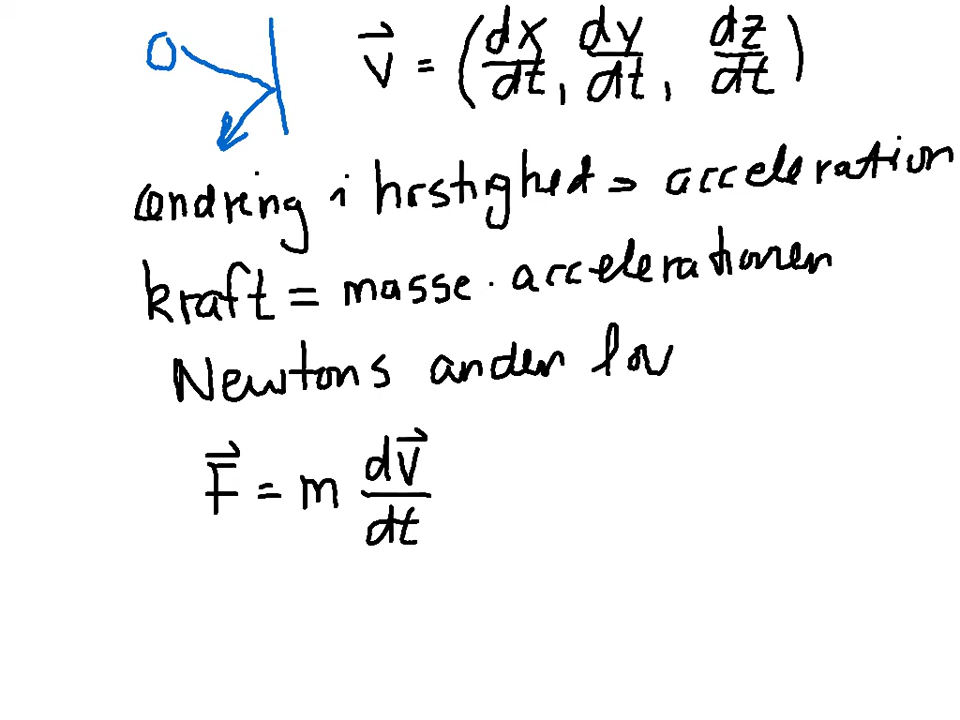 v⃗ = (dx/dt, dy/dt, dz/dt)
ændring i hastighed = acceleration
kraft = masse · accelerationen
Newtons anden lov
F⃗ = m dv⃗/dt